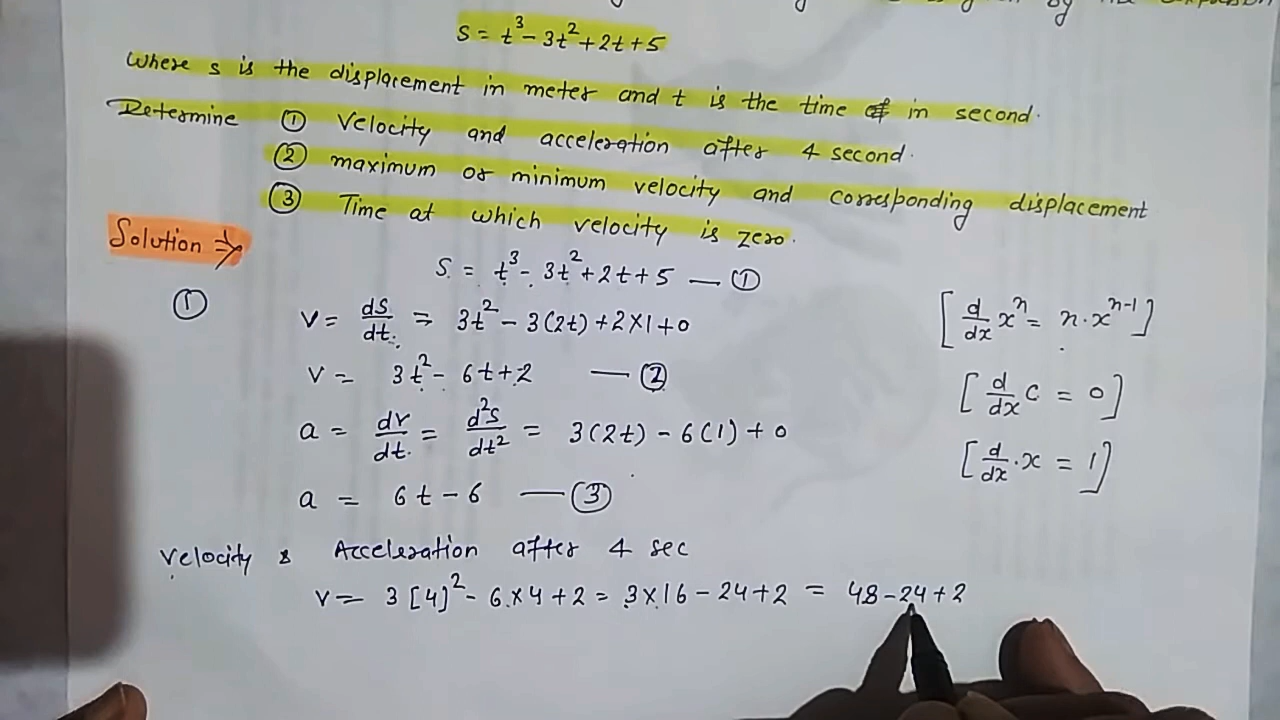 by the
S = t³ - 3t² + 2t + 5
Where s is the displacement in meter and t is the time in second.
Determine ① Velocity and acceleration after 4 second.
② maximum or minimum velocity and corresponding displacement
③ Time at which velocity is zero.
Solution ⇒
S = t³ - 3t² + 2t + 5 — ①
① V = dS/dt ⇒ 3t² - 3(2t) + 2×1 + 0 [d/dx xⁿ = n·xⁿ⁻¹]
V = 3t² - 6t + 2 — ② [d/dx c = 0]
a = dv/dt = d²s/dt² = 3(2t) - 6(1) + 0 [d/dx · x = 1]
a = 6t - 6 — ③
Velocity & Acceleration after 4 sec
V = 3[4]² - 6×4 + 2 = 3×16 - 24 + 2 = 48 - 24 + 2